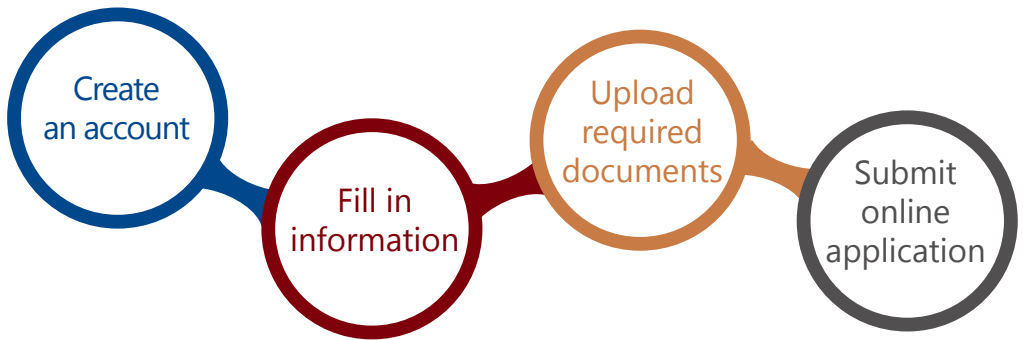 Create
an account
Fill in
information
Upload
required
documents
Submit
online
application